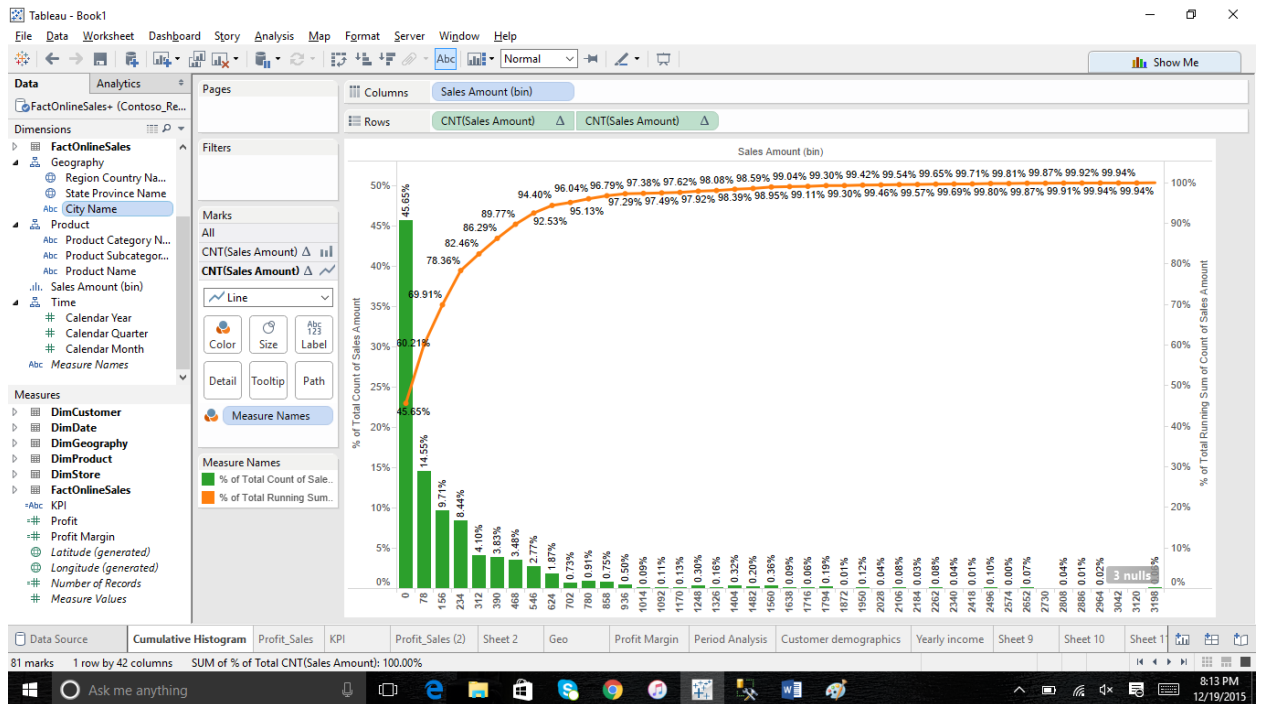 Tableau - Book1
File Data Worksheet Dashboard Story Analysis Map Format Server Window Help
Abc Normal Show Me
Data Analytics
FactOnlineSales+ (Contoso_Re...
Dimensions
FactOnlineSales
Geography
Region Country Na...
State Province Name
Abc City Name
Product
Abc Product Category N...
Abc Product Subcategor...
Abc Product Name
Sales Amount (bin)
Time
# Calendar Year
# Calendar Quarter
# Calendar Month
Abc Measure Names
Measures
DimCustomer
DimDate
DimGeography
DimProduct
DimStore
FactOnlineSales
=Abc KPI
=# Profit
=# Profit Margin
Latitude (generated)
Longitude (generated)
=# Number of Records
# Measure Values
Pages
Filters
Marks
All
CNT(Sales Amount) Δ
CNT(Sales Amount) Δ
Line
Color Size Abc 123 Label
Detail Tooltip Path
Measure Names
Measure Names
% of Total Count of Sale..
% of Total Running Sum..
Columns Sales Amount (bin)
Rows CNT(Sales Amount) Δ CNT(Sales Amount) Δ
Sales Amount (bin)
% of Total Count of Sales Amount
50%
45%
40%
35%
30%
25%
20%
15%
10%
5%
0%
45.65% 60.21% 69.91% 78.36% 82.46% 86.29% 89.77% 92.53% 94.40% 95.13% 96.04% 96.79% 97.29% 97.38% 97.49% 97.62% 97.92% 98.08% 98.39% 98.59% 98.95% 99.04% 99.11% 99.30% 99.30% 99.42% 99.46% 99.54% 99.57% 99.65% 99.69% 99.71% 99.80% 99.81% 99.87% 99.87% 99.91% 99.92% 99.94% 99.94% 99.94%
45.65% 14.55% 9.71% 8.44% 4.10% 3.83% 3.48% 2.77% 1.87% 0.73% 0.91% 0.75% 0.50% 0.09% 0.11% 0.13% 0.30% 0.16% 0.32% 0.20% 0.36% 0.09% 0.06% 0.19% 0.01% 0.12% 0.04% 0.08% 0.03% 0.08% 0.04% 0.01% 0.10% 0.00% 0.07% 0.04% 0.01% 0.02%
3 nulls
0 78 156 234 312 390 468 546 624 702 780 858 936 1014 1092 1170 1248 1326 1404 1482 1560 1638 1716 1794 1872 1950 2028 2106 2184 2262 2340 2418 2496 2574 2652 2730 2808 2886 2964 3042 3120 3198
100%
90%
80%
70%
60%
50%
40%
30%
20%
10%
0%
% of Total Running Sum of Count of Sales Amount
Data Source Cumulative Histogram Profit_Sales KPI Profit_Sales (2) Sheet 2 Geo Profit Margin Period Analysis Customer demographics Yearly income Sheet 9 Sheet 10 Sheet 1
81 marks 1 row by 42 columns SUM of % of Total CNT(Sales Amount): 100.00%
Ask me anything
8:13 PM
12/19/2015